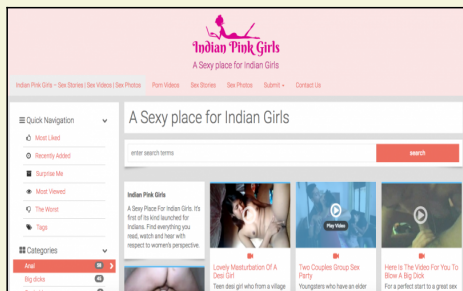 Indian Pink Girls
A Sexy place for Indian Girls
Indian Pink Girls – Sex Stories | Sex Videos | Sex Photos Porn Videos Sex Stories Sex Photos Submit Contact Us
Quick Navigation
Most Liked
Recently Added
Surprise Me
Most Viewed
The Worst
Tags
Categories
Anal
Big dicks
A Sexy place for Indian Girls
enter search terms
search
Indian Pink Girls
A Sexy Place For Indian Girls. It's
first of its kind launched for
Indians. Find everything you
read, watch and hear with
respect to women's perspective.
Lovely Masturbation Of A
Desi Girl
Teen desi girl who from a village
Play Video
Two Couples Group Sex
Party
Youngsters who have an elder
Here Is The Video For You To
Blow A Big Dick
For a perfect start to a great sex